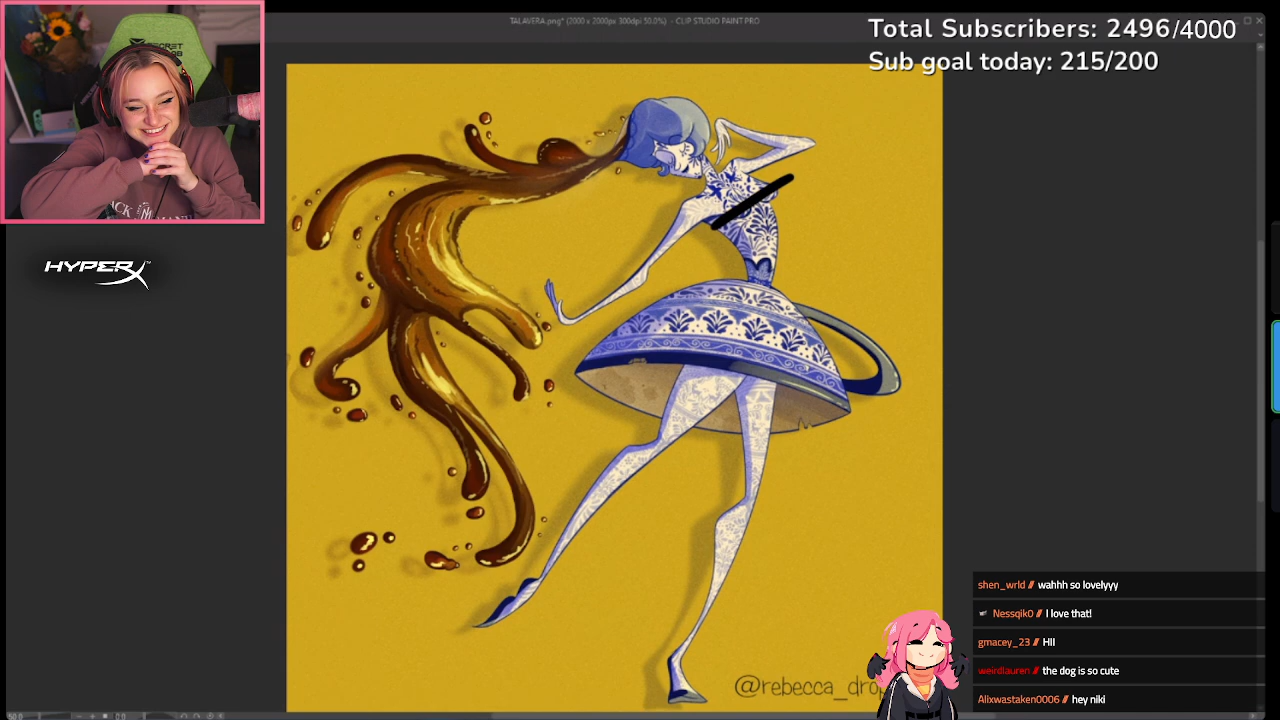 TALAVERA.png* (2000 x 2000px 300dpi 50.0%) - CLIP STUDIO PAINT PRO
Total Subscribers: 2496/4000
Sub goal today: 215/200
HYPERX
shen_wrld // wahhh so lovelyyy
Nessqik0 // I love that!
gmacey_23 // HII
weirdlauren // the dog is so cute
Alixwastaken0006 // hey niki
@rebecca_dro